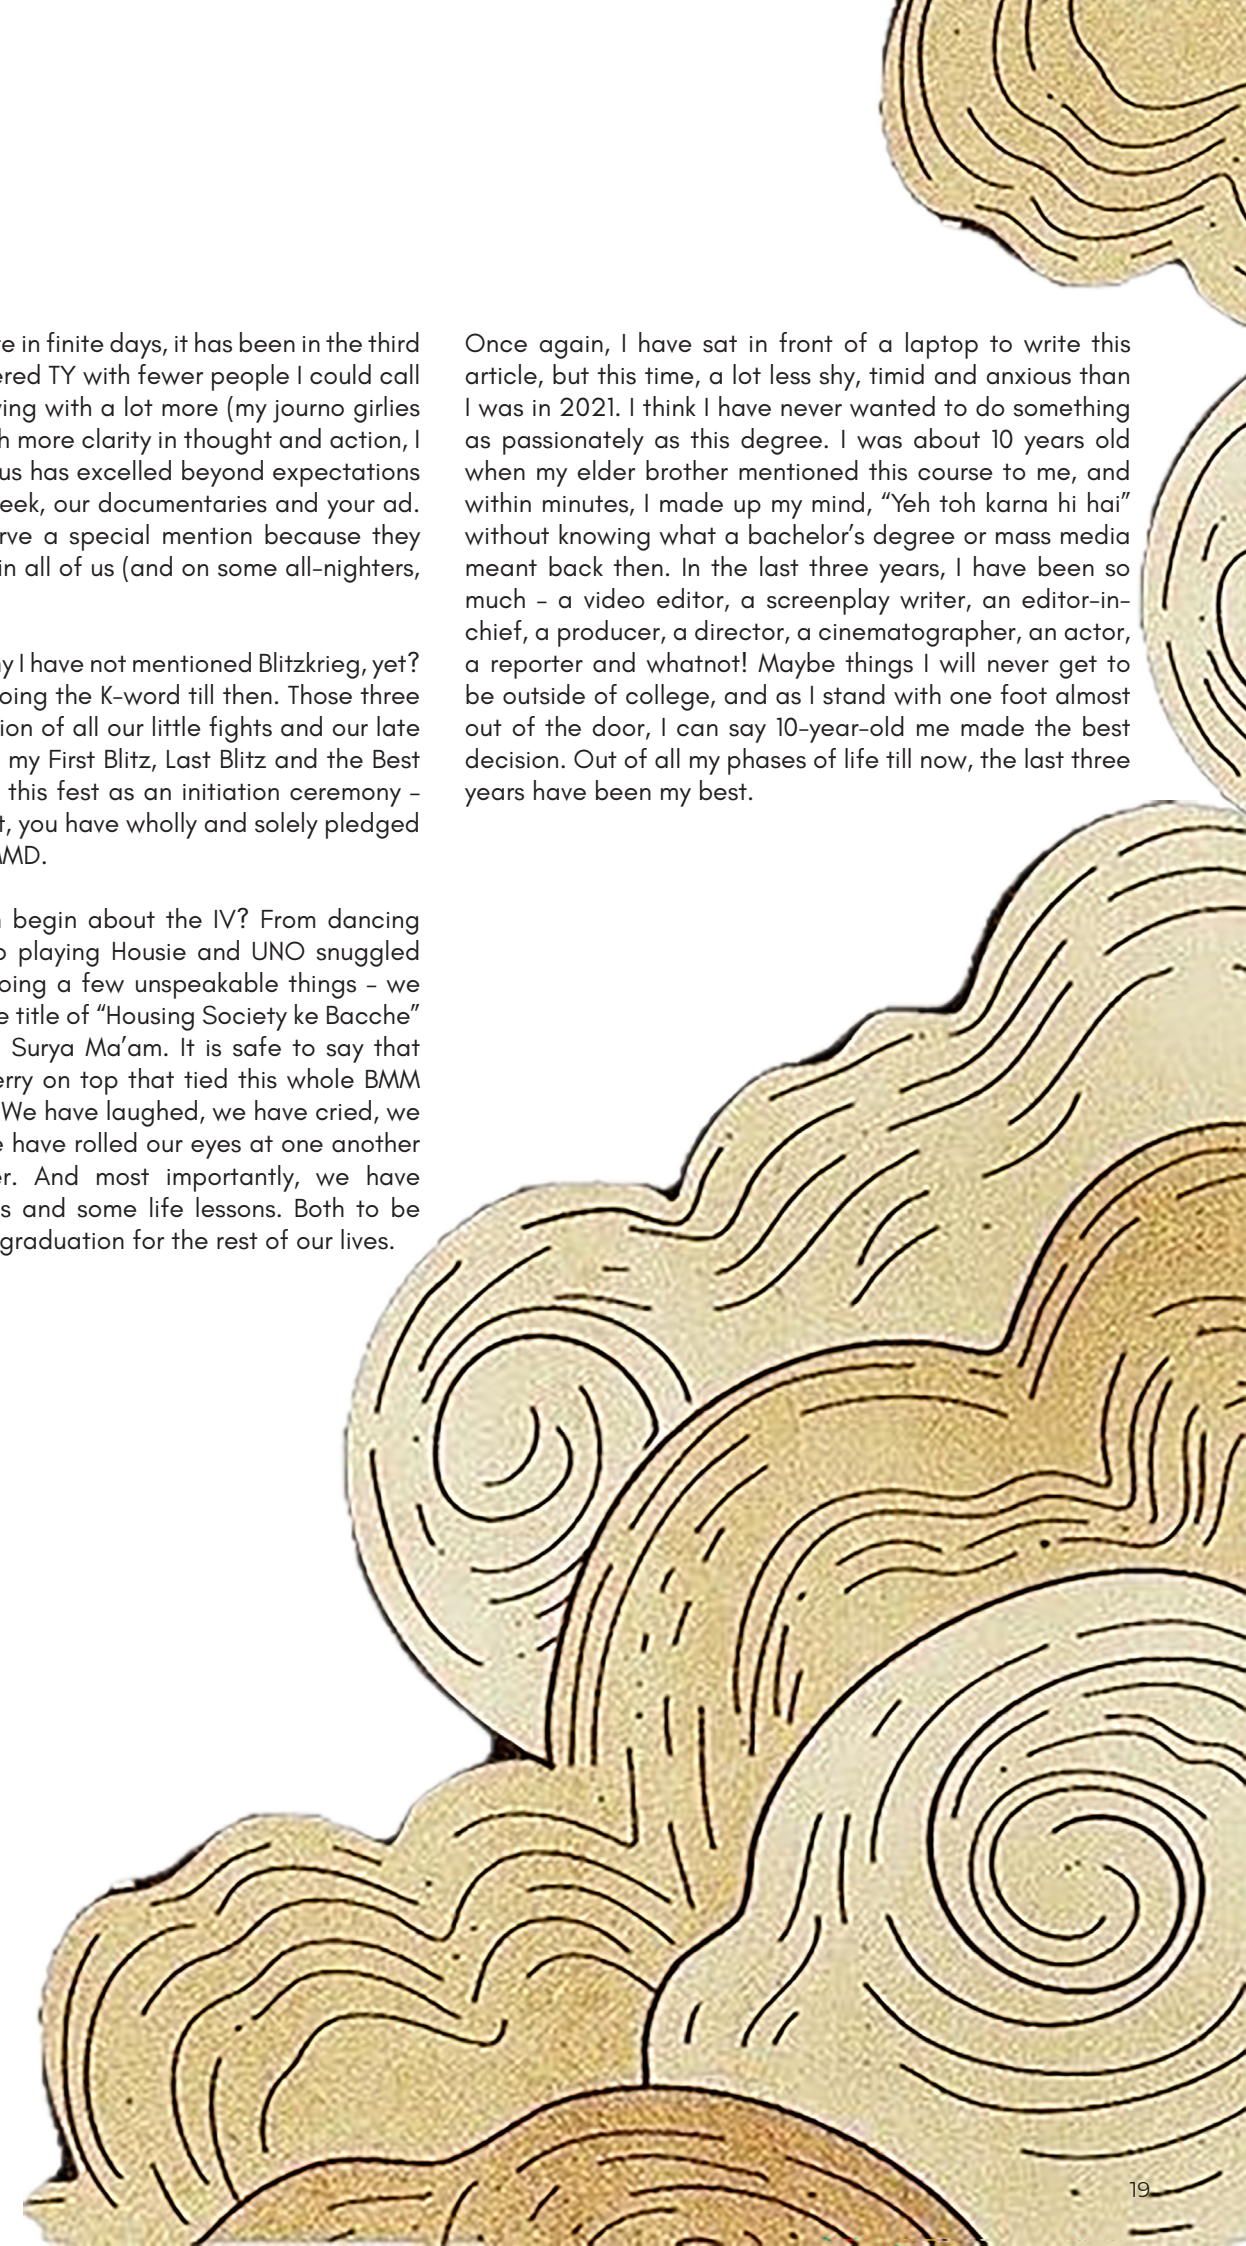 in finite days, it has been in the third
TY with fewer people I could call
with a lot more (my journo girlies
more clarity in thought and action, I
us has excelled beyond expectations
our documentaries and your ad.
a special mention because they
in all of us (and on some all-nighters,
I have not mentioned Blitzkrieg, yet?
the K-word till then. Those three
of all our little fights and our late
my First Blitz, Last Blitz and the Best
this fest as an initiation ceremony -
you have wholly and solely pledged
begin about the IV? From dancing
playing Housie and UNO snuggled
a few unspeakable things - we
title of “Housing Society ke Bacche”
Surya Ma’am. It is safe to say that
on top that tied this whole BMM
We have laughed, we have cried, we
have rolled our eyes at one another
And most importantly, we have
and some life lessons. Both to be
graduation for the rest of our lives.
Once again, I have sat in front of a laptop to write this
article, but this time, a lot less shy, timid and anxious than
I was in 2021. I think I have never wanted to do something
as passionately as this degree. I was about 10 years old
when my elder brother mentioned this course to me, and
within minutes, I made up my mind, “Yeh toh karna hi hai”
without knowing what a bachelor’s degree or mass media
meant back then. In the last three years, I have been so
much - a video editor, a screenplay writer, an editor-in-
chief, a producer, a director, a cinematographer, an actor,
a reporter and whatnot! Maybe things I will never get to
be outside of college, and as I stand with one foot almost
out of the door, I can say 10-year-old me made the best
decision. Out of all my phases of life till now, the last three
years have been my best.
19